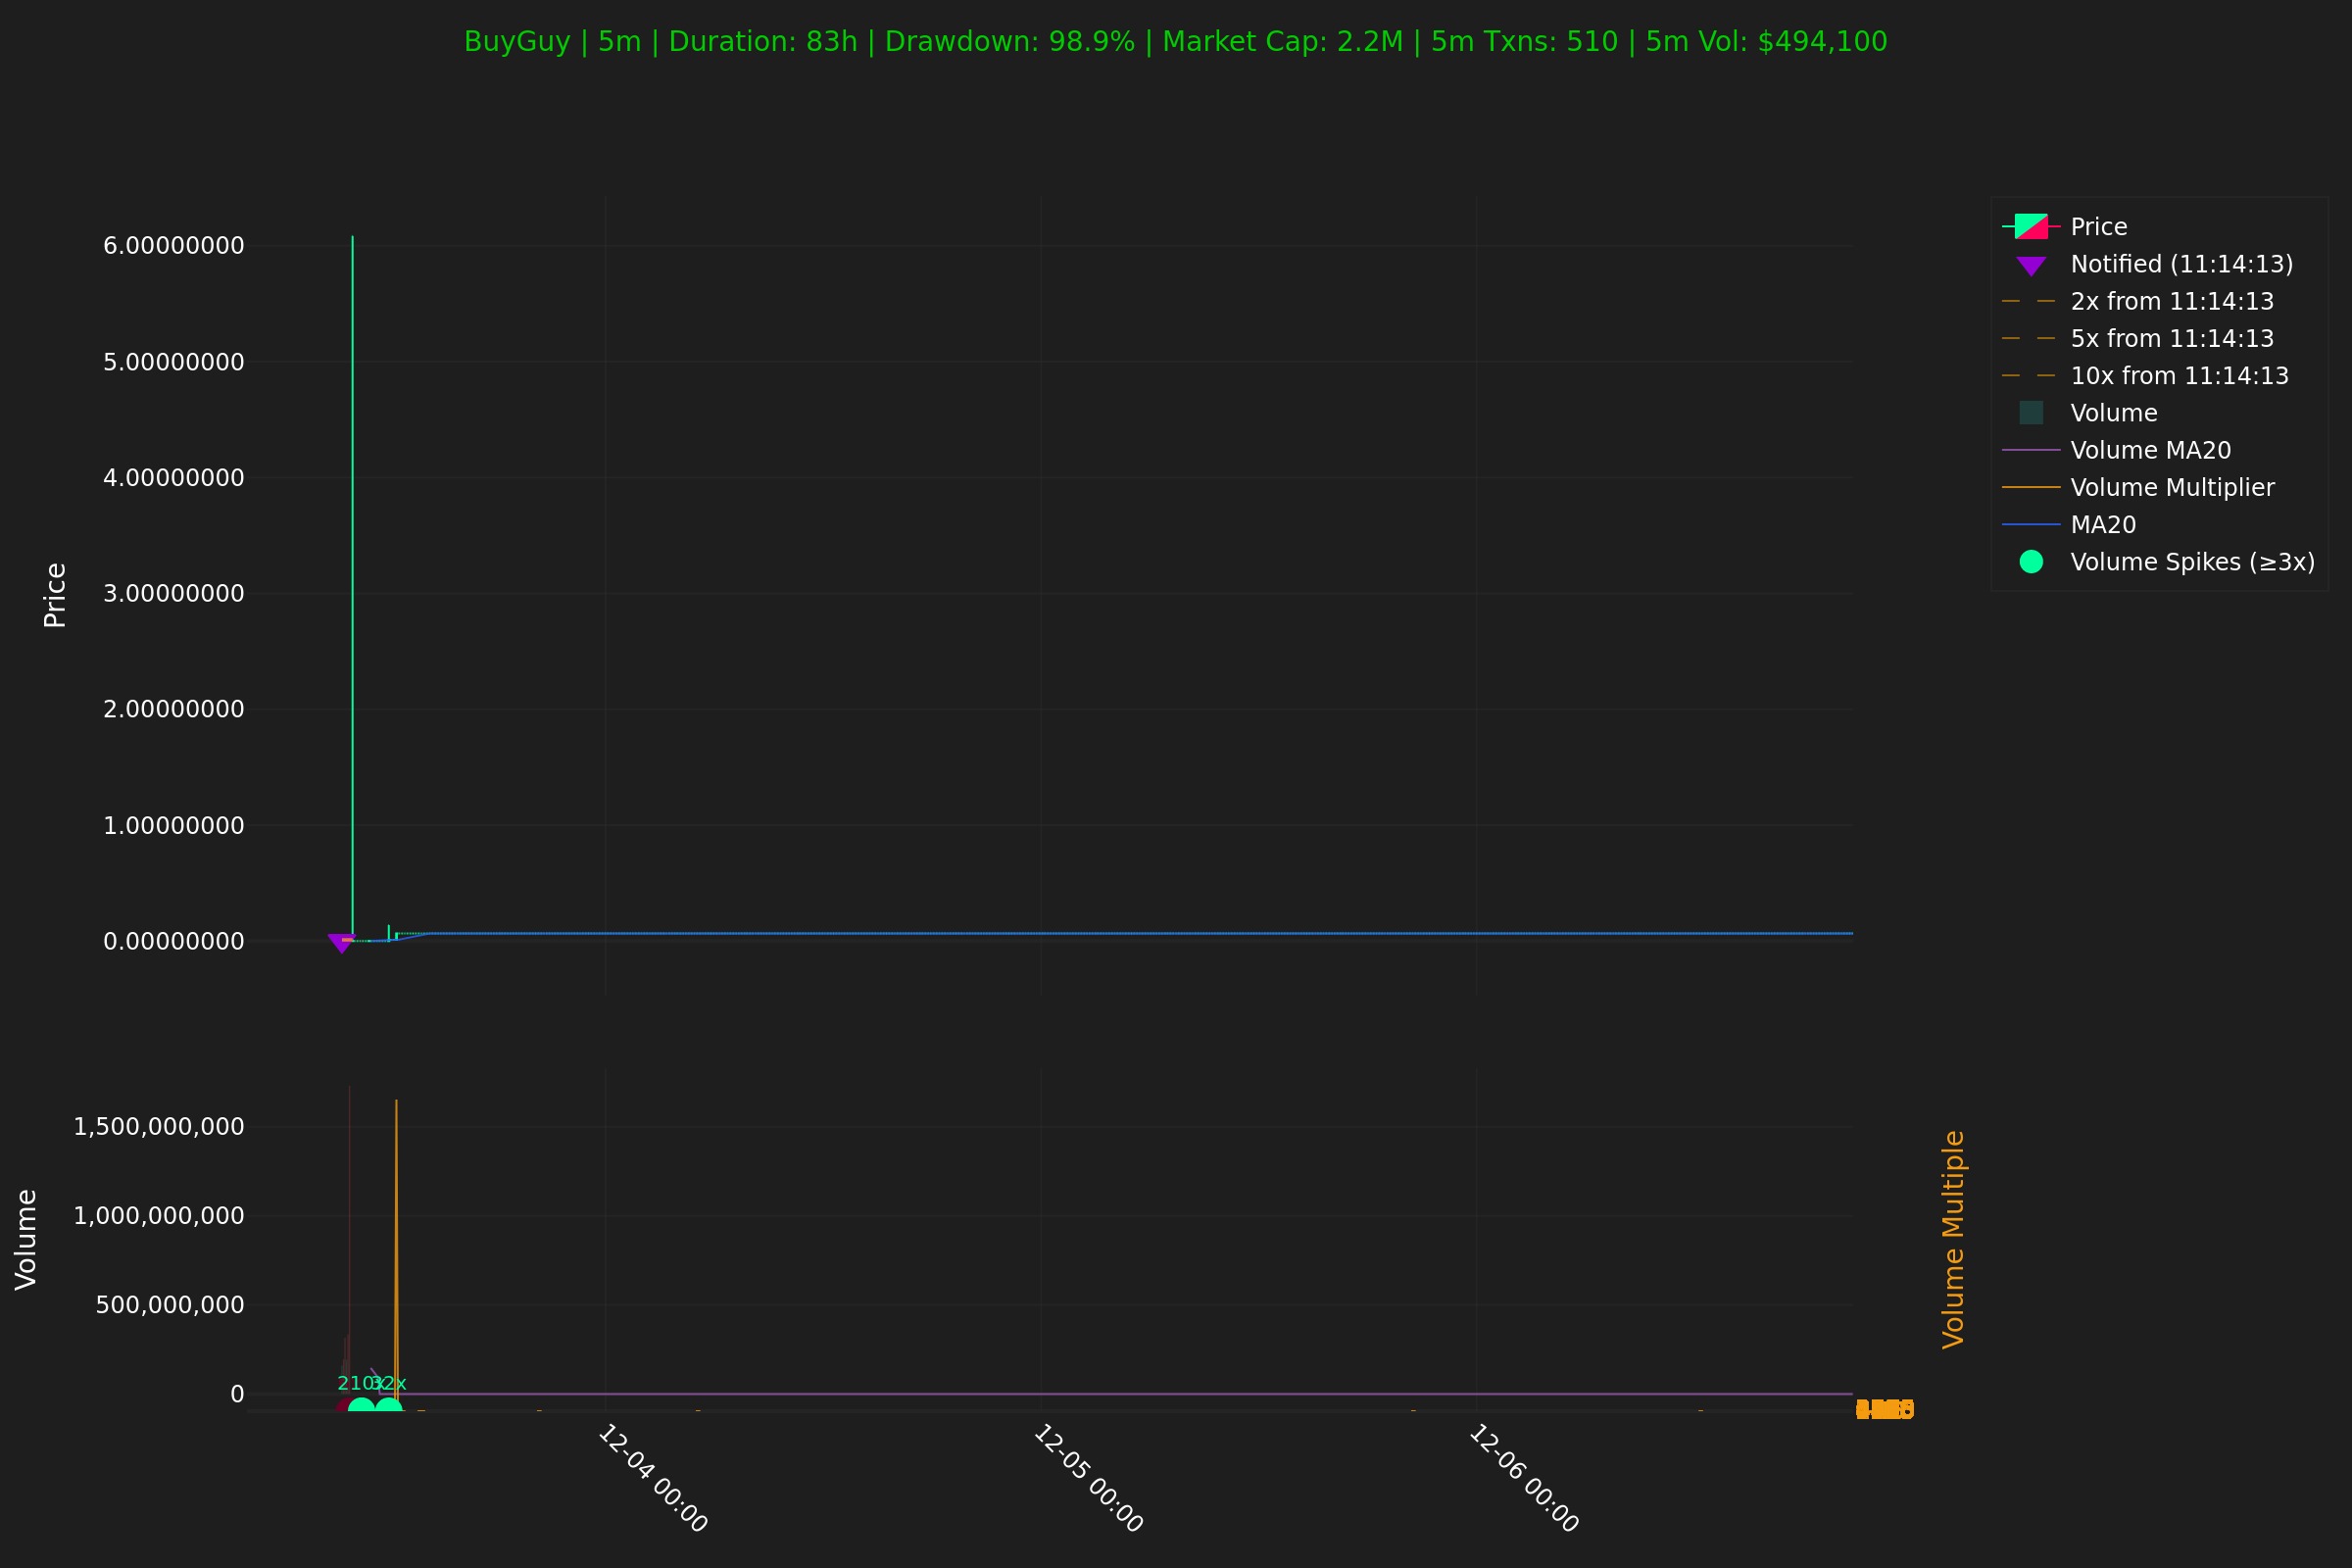 BuyGuy | 5m | Duration: 83h | Drawdown: 98.9% | Market Cap: 2.2M | 5m Txns: 510 | 5m Vol: $494,100
Price
6.00000000
5.00000000
4.00000000
3.00000000
2.00000000
1.00000000
0.00000000
Price
Notified (11:14:13)
2x from 11:14:13
5x from 11:14:13
10x from 11:14:13
Volume
Volume MA20
Volume Multiplier
MA20
Volume Spikes (≥3x)
Volume
1,500,000,000
1,000,000,000
500,000,000
0
Volume Multiple
12-04 00:00
12-05 00:00
12-06 00:00